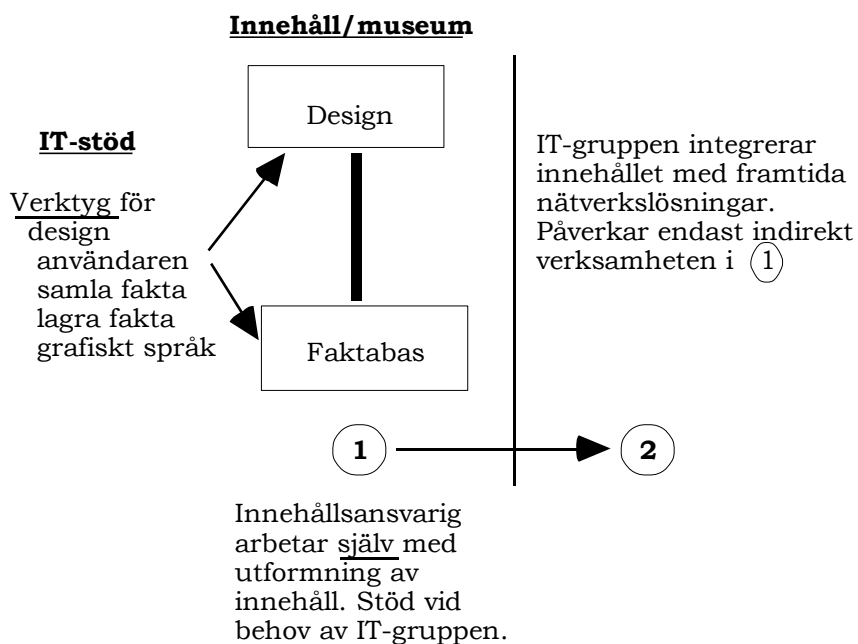 Innehåll/museum
Design
IT-stöd
Verktyg för
design
användaren
samla fakta
lagra fakta
grafiskt språk
Faktabas
IT-gruppen integrerar
innehållet med framtida
nätverkslösningar.
Påverkar endast indirekt
verksamheten i 1
1
2
Innehållsansvarig
arbetar själv med
utformning av
innehåll. Stöd vid
behov av IT-gruppen.